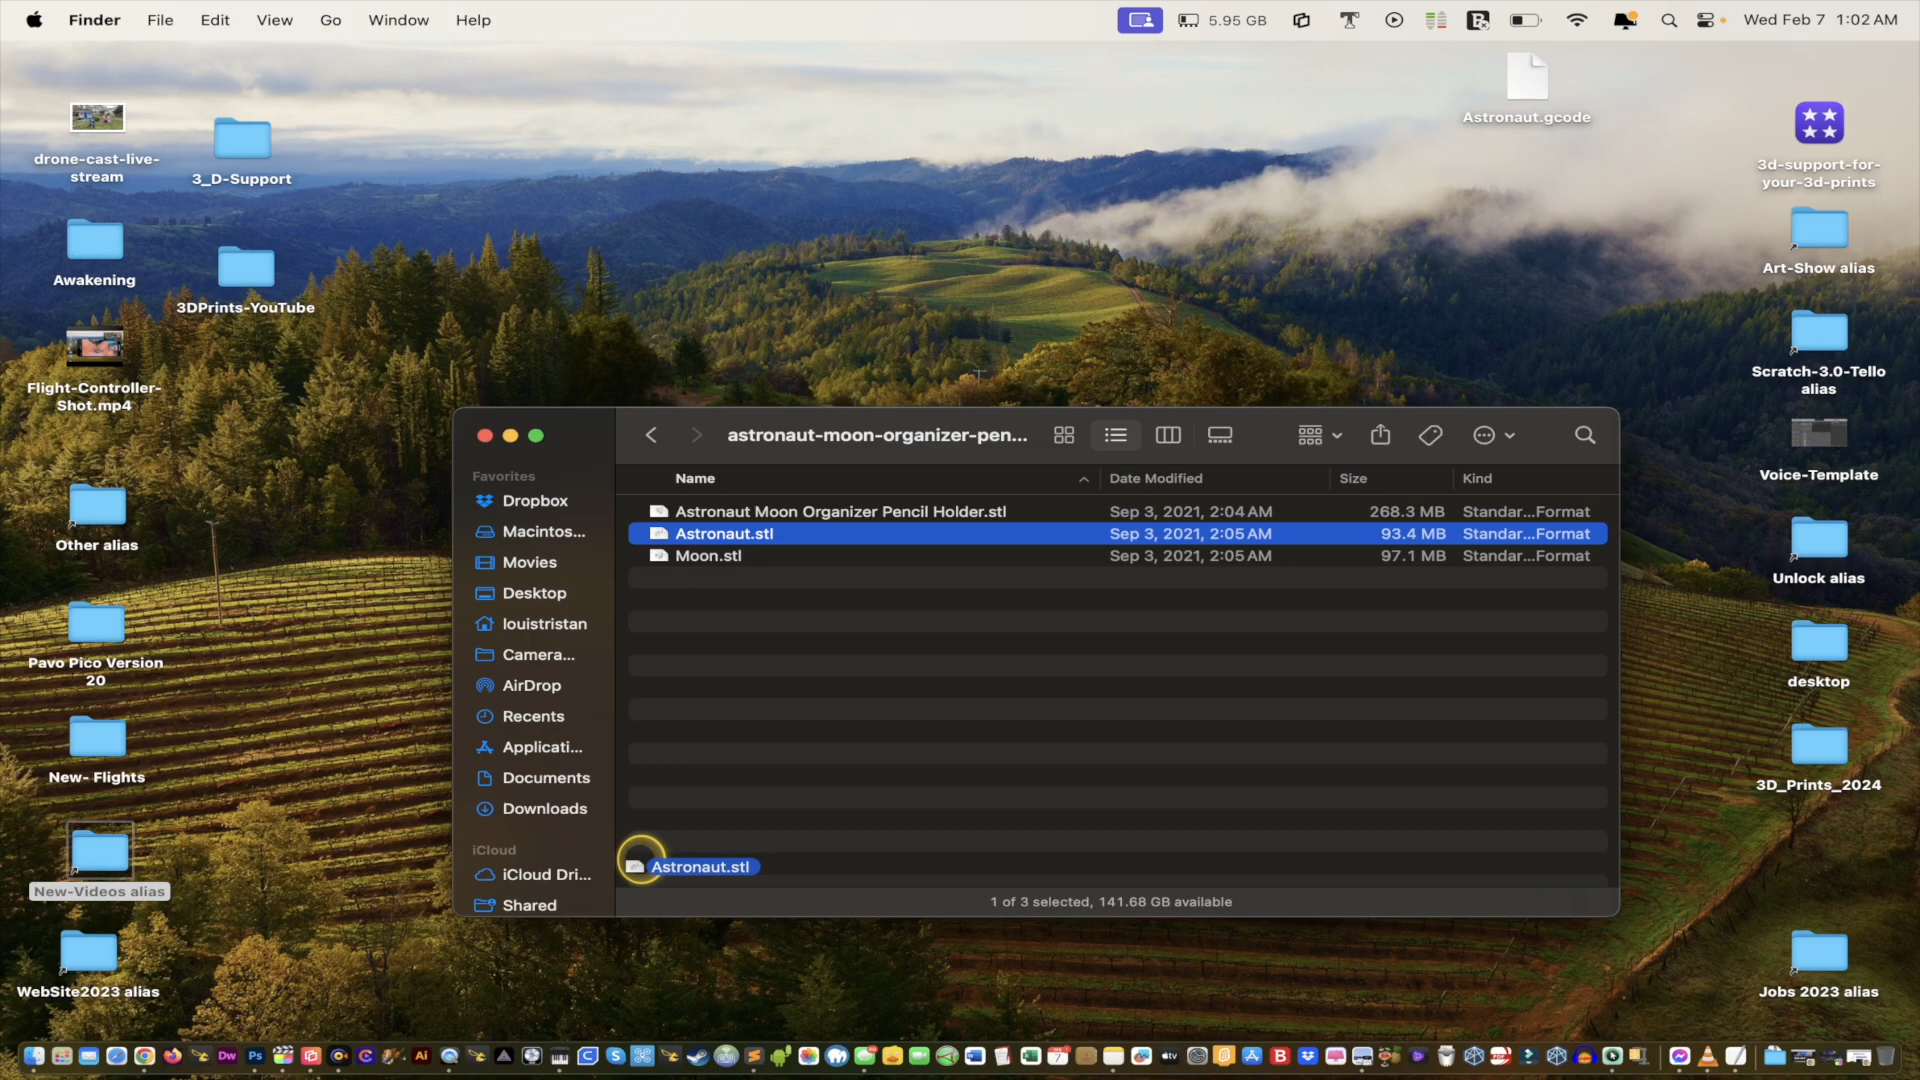 Finder File Edit View Go Window Help
5.95 GB Wed Feb 7 1:02 AM
drone-cast-live-
stream
3_D-Support
Astronaut.gcode
3d-support-for-
your-3d-prints
Awakening
3DPrints-YouTube
Art-Show alias
Flight-Controller-
Shot.mp4
Scratch-3.0-Tello
alias
Voice-Template
Other alias
Unlock alias
Pavo Pico Version
20
desktop
New- Flights
3D_Prints_2024
New-Videos alias
WebSite2023 alias
Jobs 2023 alias
astronaut-moon-organizer-pen...
Favorites
Dropbox
Macintos...
Movies
Desktop
louistristan
Camera...
AirDrop
Recents
Applicati...
Documents
Downloads
iCloud
iCloud Dri...
Shared
Name Date Modified Size Kind
Astronaut Moon Organizer Pencil Holder.stl Sep 3, 2021, 2:04 AM 268.3 MB Standar...Format
Astronaut.stl Sep 3, 2021, 2:05 AM 93.4 MB Standar...Format
Moon.stl Sep 3, 2021, 2:05 AM 97.1 MB Standar...Format
Astronaut.stl
1 of 3 selected, 141.68 GB available
Dw Ps Ai